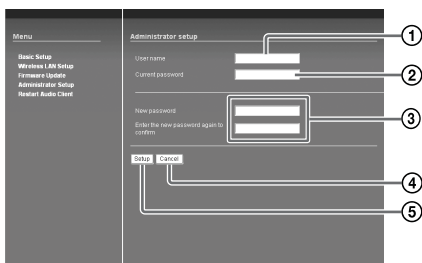 Menu
Basic Setup
Wireless LAN Setup
Firmware Update
Administrator Setup
Restart Audio Client
Administrator setup
User name
Current password
New password
Enter the new password again to
confirm
Setup Cancel
1
2
3
4
5